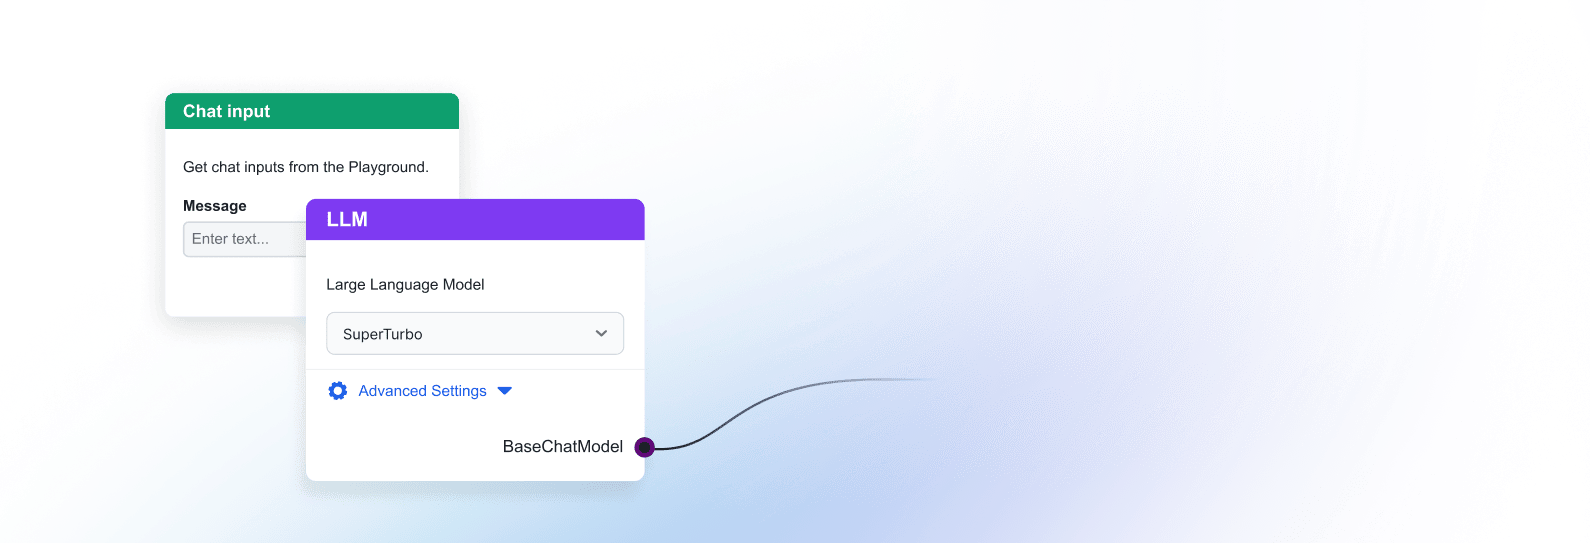 Chat input
Get chat inputs from the Playground.
Message
Enter text...
LLM
Large Language Model
SuperTurbo
Advanced Settings
BaseChatModel